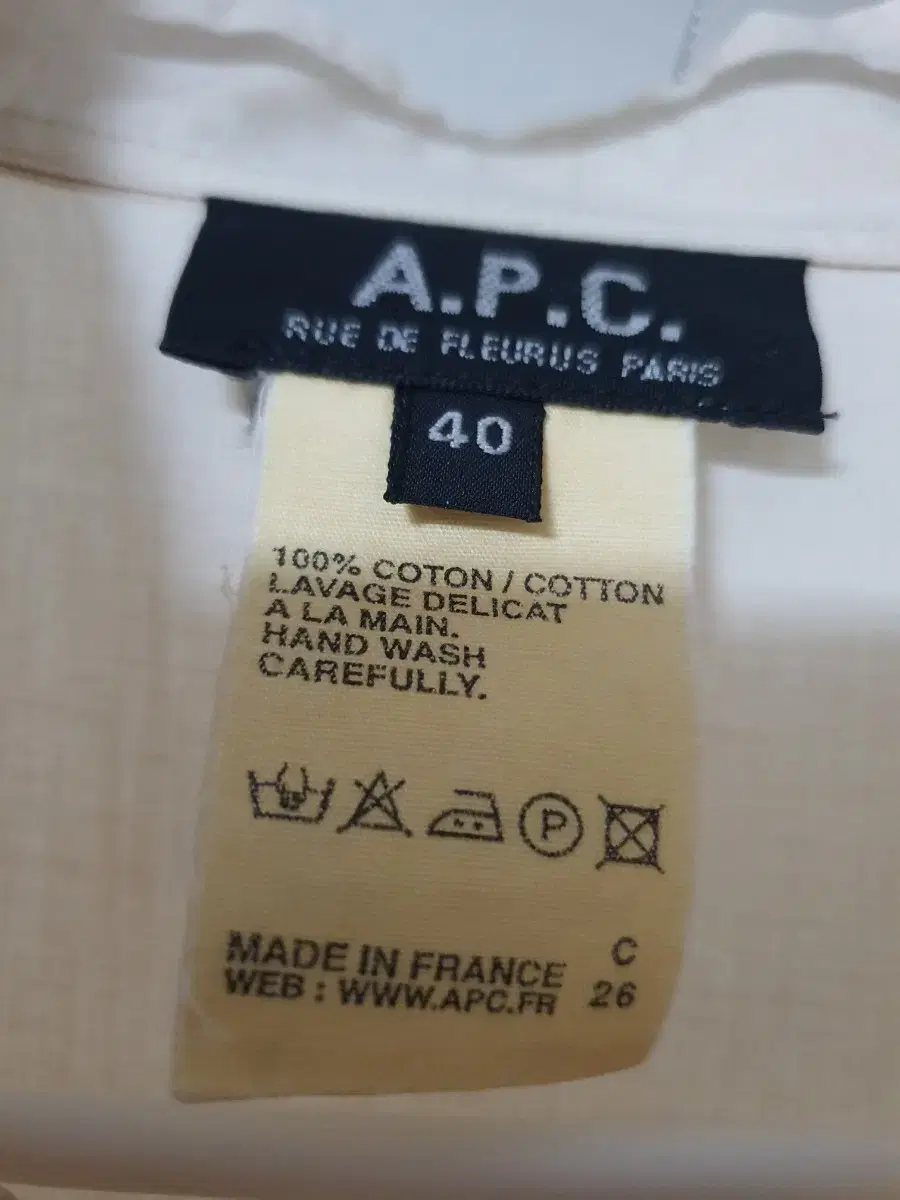 A.P.C.
RUE DE FLEURUS PARIS
40
100% COTON / COTTON
LAVAGE DELICAT
A LA MAIN.
HAND WASH
CAREFULLY.
P
MADE IN FRANCE C
WEB : WWW.APC.FR 26